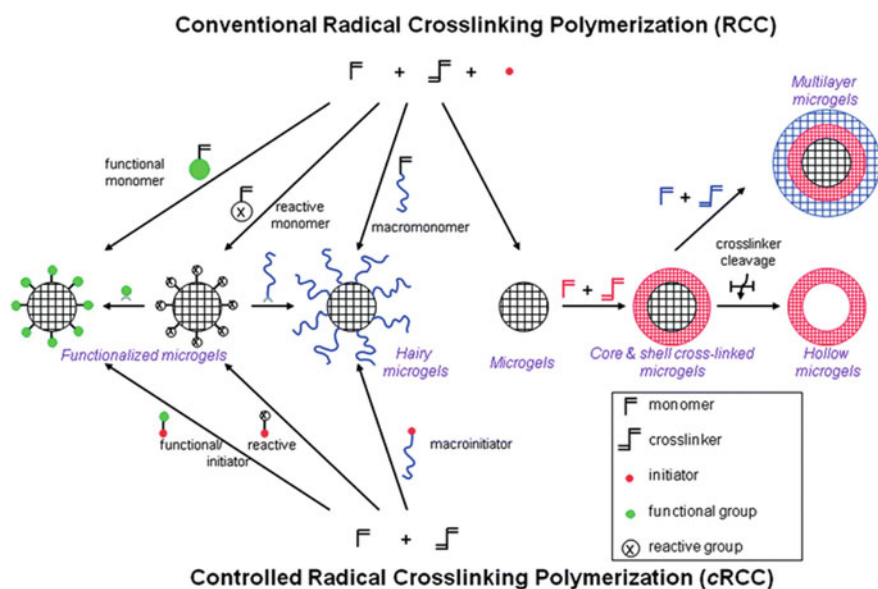 Conventional Radical Crosslinking Polymerization (RCC)
+ + 
Multilayer
microgels
functional
monomer
X
reactive
monomer
macromonomer
+
crosslinker
cleavage
+
Functionalized microgels
Hairy
microgels
Microgels
Core & shell cross-linked
microgels
Hollow
microgels
functional/
initiator
reactive
macroinitiator
monomer
crosslinker
initiator
functional group
X reactive group
+
Controlled Radical Crosslinking Polymerization (cRCC)